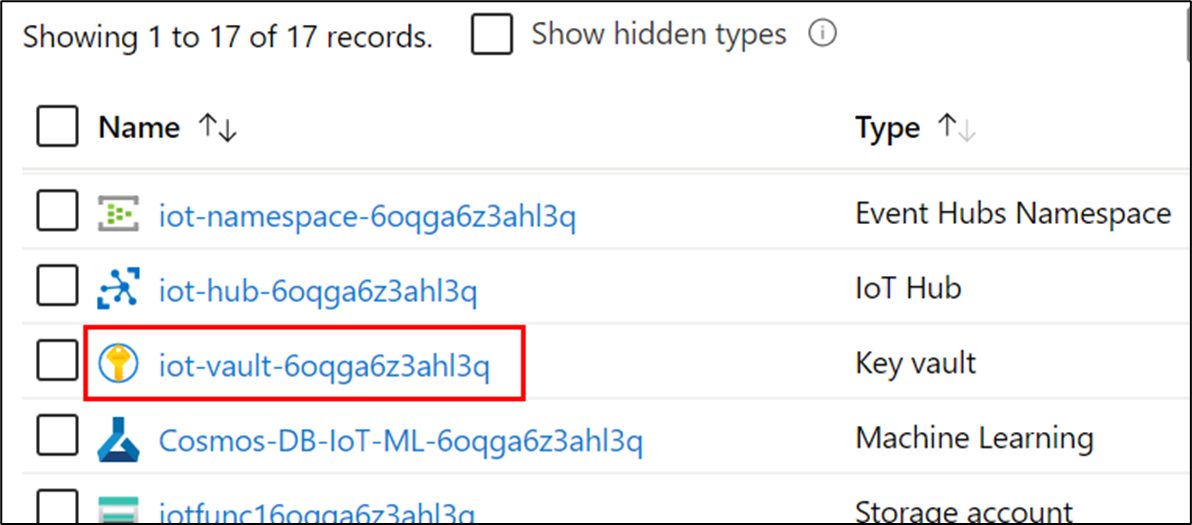 Showing 1 to 17 of 17 records. Show hidden types
Name Type
iot-namespace-6oqga6z3ahl3q Event Hubs Namespace
iot-hub-6oqga6z3ahl3q IoT Hub
iot-vault-6oqga6z3ahl3q Key vault
Cosmos-DB-IoT-ML-6oqga6z3ahl3q Machine Learning
iotfunc16oqga6z3ahl3q Storage account